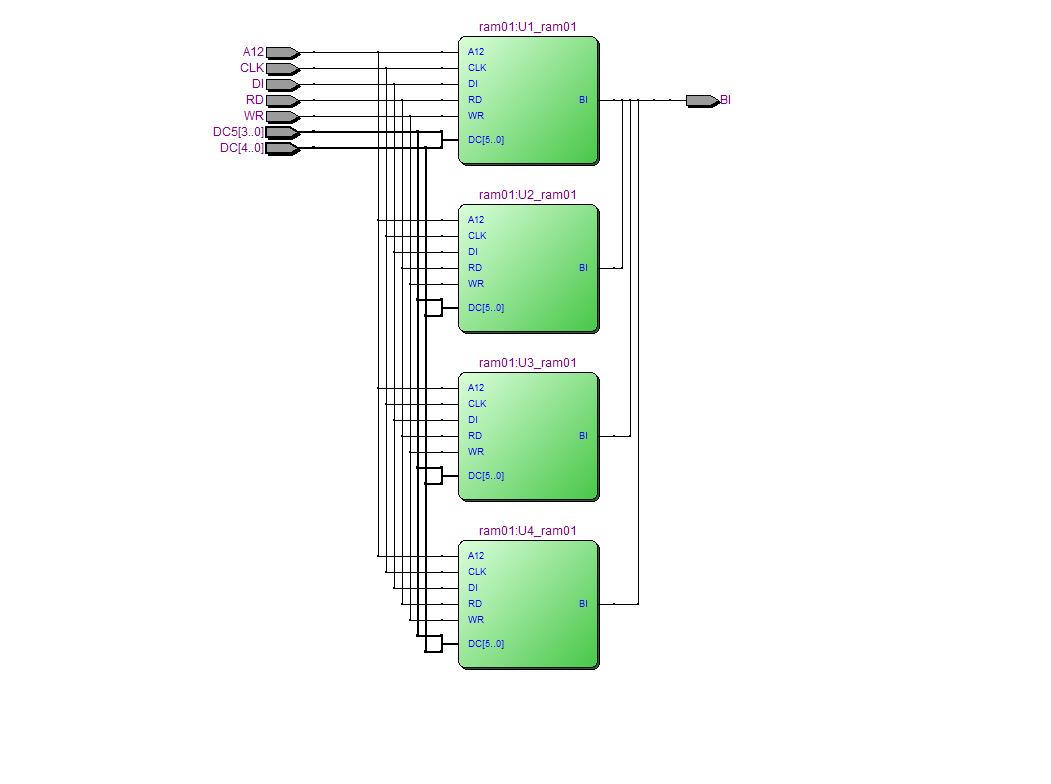 ram01:U1_ram01
A12
CLK
DI
RD
WR
DC5[3..0]
DC[4..0]
A12
CLK
DI
RD
WR
DC[5..0]
BI
BI
ram01:U2_ram01
A12
CLK
DI
RD
WR
DC[5..0]
BI
ram01:U3_ram01
A12
CLK
DI
RD
WR
DC[5..0]
BI
ram01:U4_ram01
A12
CLK
DI
RD
WR
DC[5..0]
BI